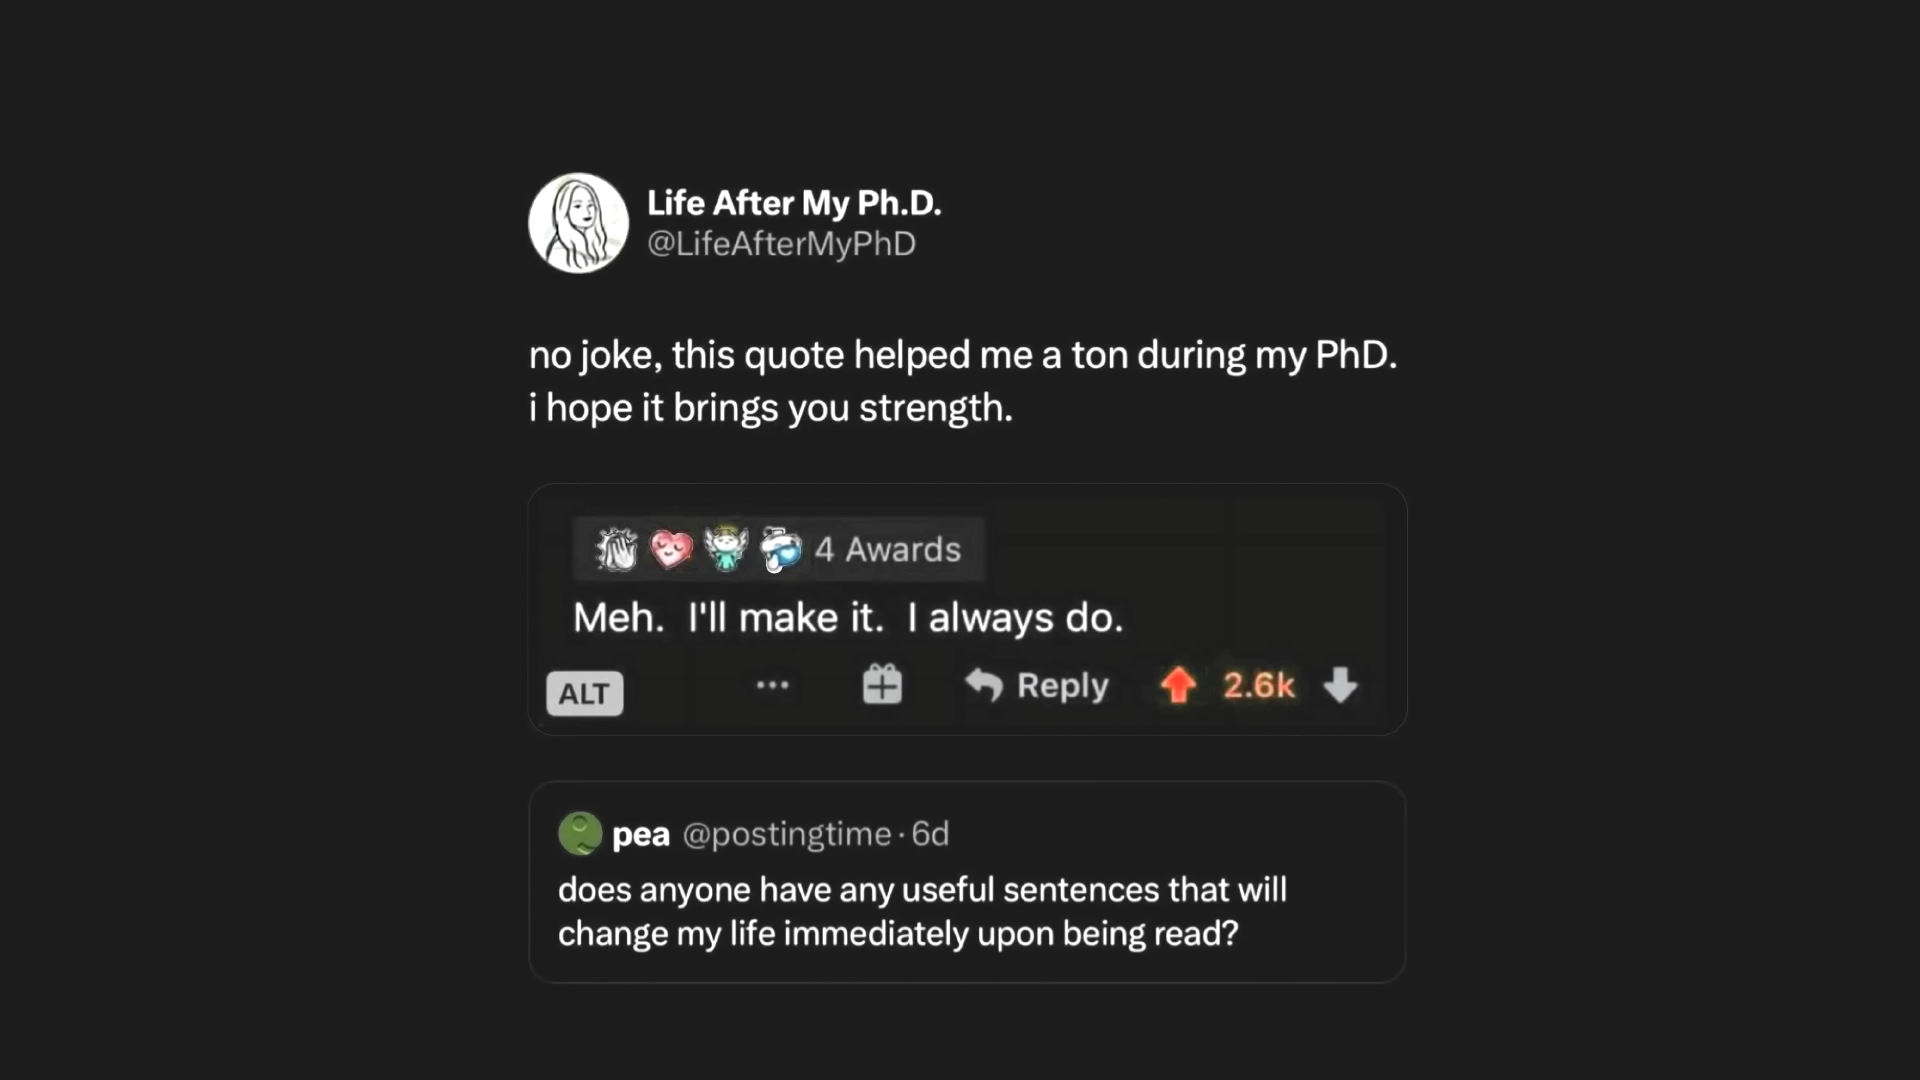 Life After My Ph.D.
@LifeAfterMyPhD
no joke, this quote helped me a ton during my PhD.
i hope it brings you strength.
4 Awards
Meh. I'll make it. I always do.
ALT ... Reply 2.6k
pea @postingtime · 6d
does anyone have any useful sentences that will
change my life immediately upon being read?